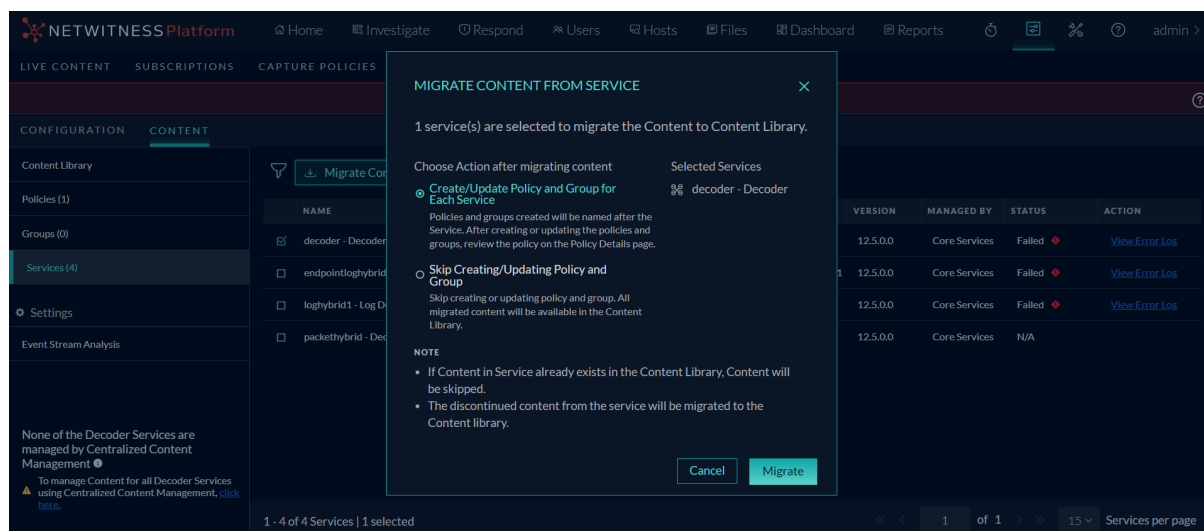 NETWITNESS Platform
Home
Investigate
Respond
Users
Hosts
Files
Dashboard
Reports
admin >
LIVE CONTENT
SUBSCRIPTIONS
CAPTURE POLICIES
CONFIGURATION
CONTENT
Content Library
Policies (1)
Groups (0)
Services (4)
Settings
Event Stream Analysis
None of the Decoder Services are
managed by Centralized Content
Management
To manage Content for all Decoder Services
using Centralized Content Management, click
here.
Migrate Con
NAME
VERSION
MANAGED BY
STATUS
ACTION
decoder - Decoder
12.5.0.0
Core Services
Failed
View Error Log
endpointloghybrid
1
12.5.0.0
Core Services
Failed
View Error Log
loghybrid1 - Log D
12.5.0.0
Core Services
Failed
View Error Log
packethybrid - Dec
12.5.0.0
Core Services
N/A
MIGRATE CONTENT FROM SERVICE
1 service(s) are selected to migrate the Content to Content Library.
Choose Action after migrating content
Create/Update Policy and Group for
Each Service
Policies and groups created will be named after the
Service. After creating or updating the policies and
groups, review the policy on the Policy Details page.
Skip Creating/Updating Policy and
Group
Skip creating or updating policy and group. All
migrated content will be available in the Content
Library.
Selected Services
decoder - Decoder
NOTE
• If Content in Service already exists in the Content Library, Content will
be skipped.
• The discontinued content from the service will be migrated to the
Content library.
Cancel
Migrate
1 - 4 of 4 Services | 1 selected
« < 1 of 1 > »
15
Services per page